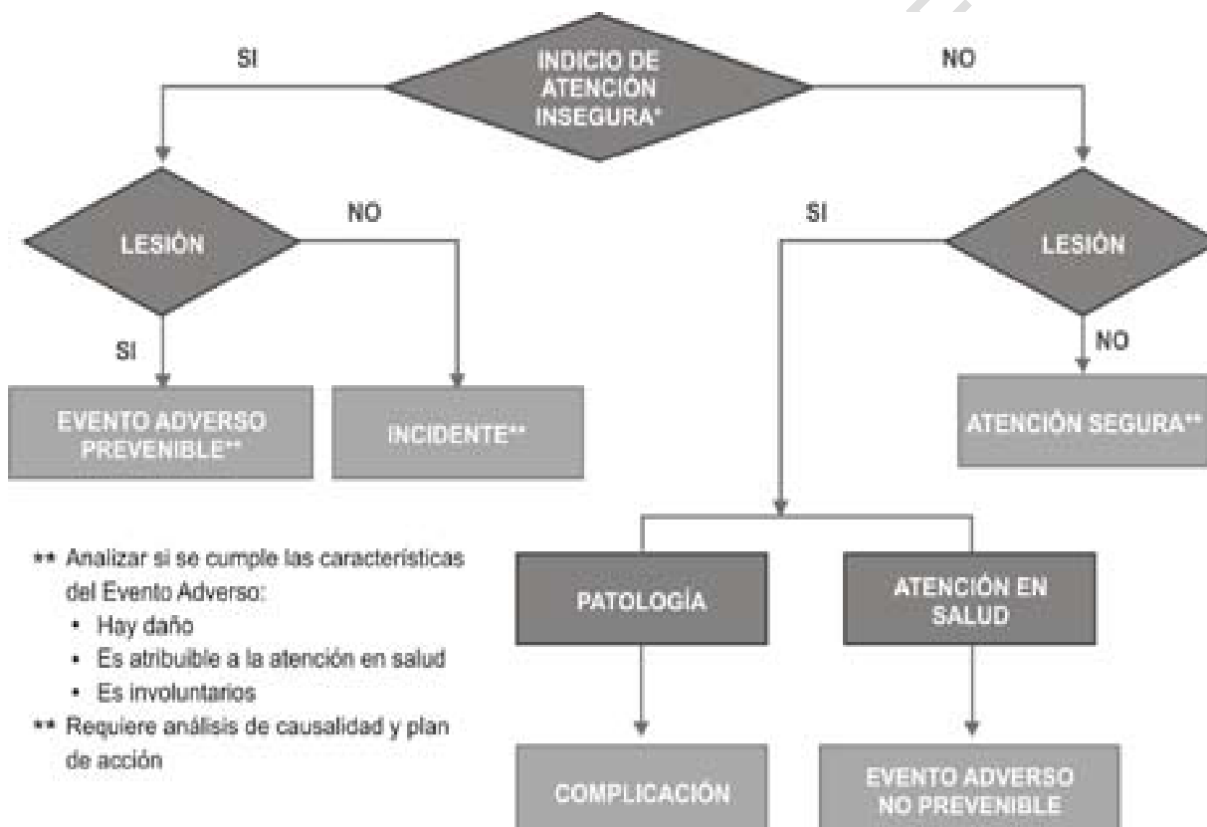 SI
INDICIO DE
ATENCIÓN
INSEGURA*
NO
LESIÓN
NO
SI
LESIÓN
SI
NO
EVENTO ADVERSO
PREVENIBLE**
INCIDENTE**
ATENCIÓN SEGURA**
** Analizar si se cumple las características
del Evento Adverso:
• Hay daño
• Es atribuible a la atención en salud
• Es involuntarios
** Requiere análisis de causalidad y plan
de acción
PATOLOGÍA
ATENCIÓN EN
SALUD
COMPLICACIÓN
EVENTO ADVERSO
NO PREVENIBLE